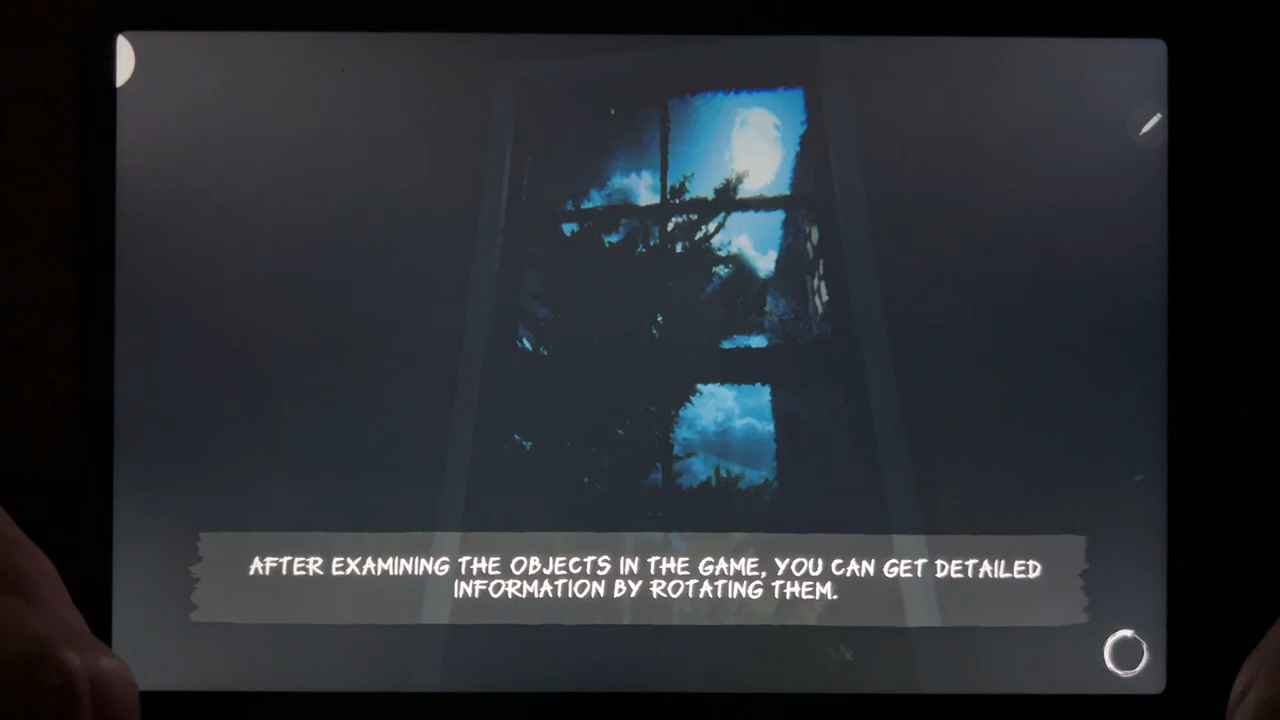 AFTER EXAMINING THE OBJECTS IN THE GAME, YOU CAN GET DETAILED
INFORMATION BY ROTATING THEM.